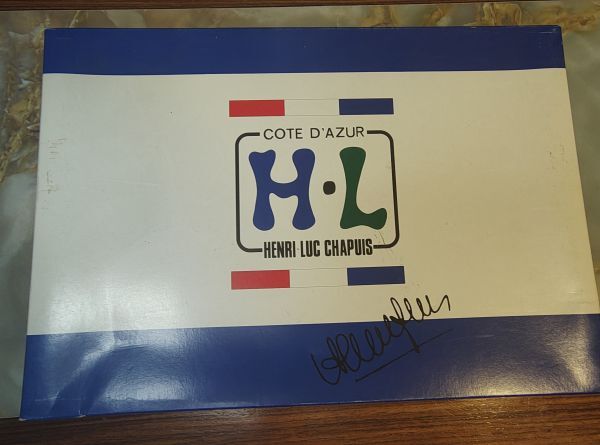 COTE D'AZUR
H·L
HENRI·LUC CHAPUIS